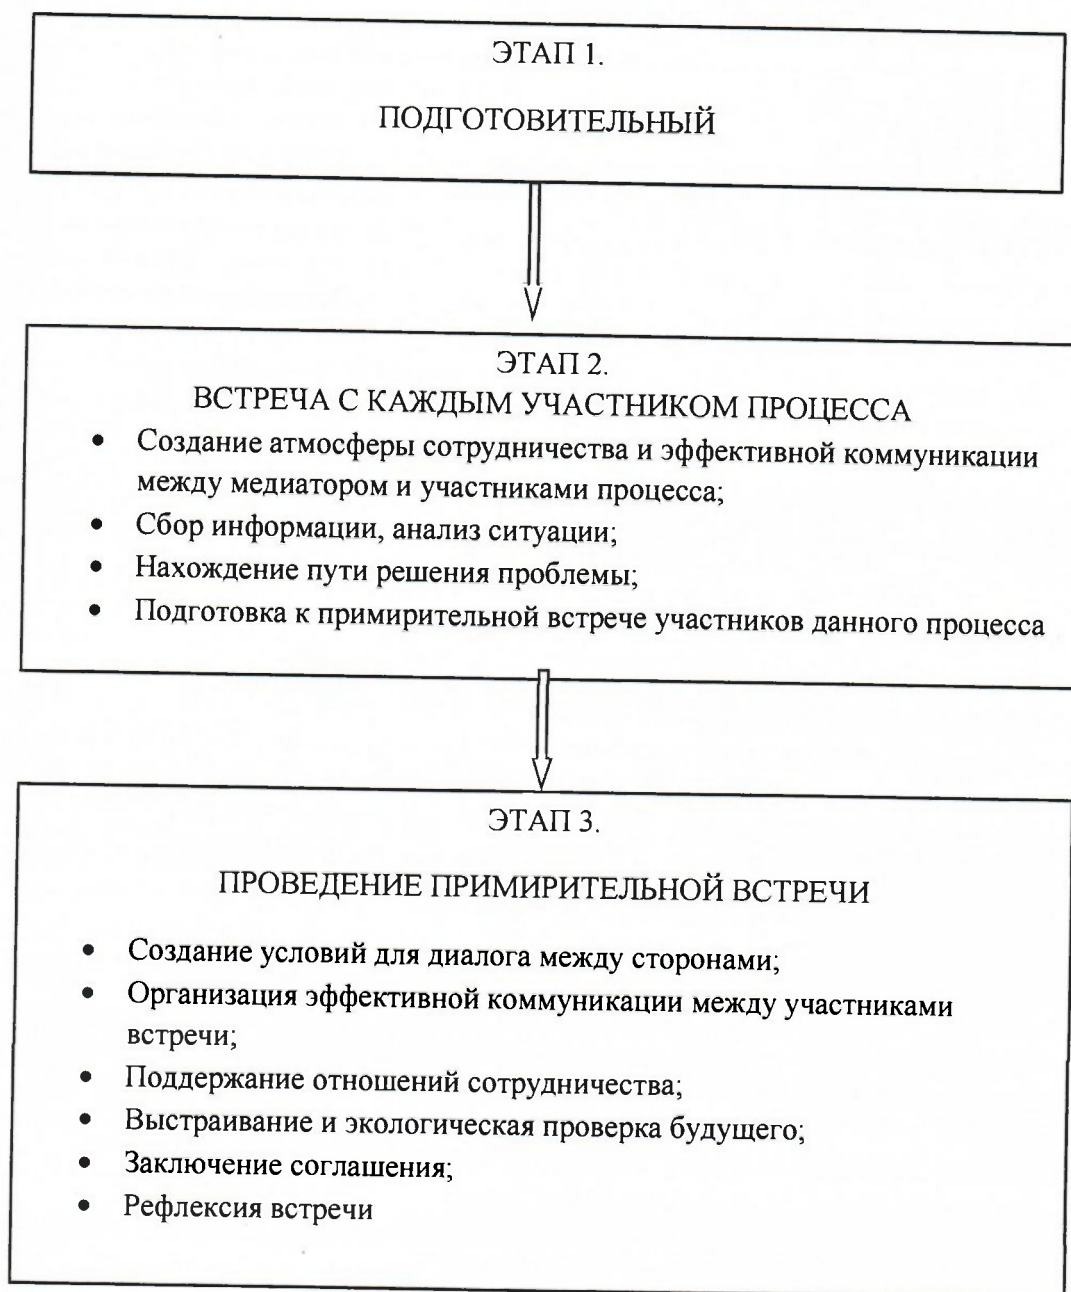 ЭТАП 1.
ПОДГОТОВИТЕЛЬНЫЙ
ЭТАП 2.
ВСТРЕЧА С КАЖДЫМ УЧАСТНИКОМ ПРОЦЕССА
• Создание атмосферы сотрудничества и эффективной коммуникации
между медиатором и участниками процесса;
• Сбор информации, анализ ситуации;
• Нахождение пути решения проблемы;
• Подготовка к примирительной встрече участников данного процесса
ЭТАП 3.
ПРОВЕДЕНИЕ ПРИМИРИТЕЛЬНОЙ ВСТРЕЧИ
• Создание условий для диалога между сторонами;
• Организация эффективной коммуникации между участниками
встречи;
• Поддержание отношений сотрудничества;
• Выстраивание и экологическая проверка будущего;
• Заключение соглашения;
• Рефлексия встречи